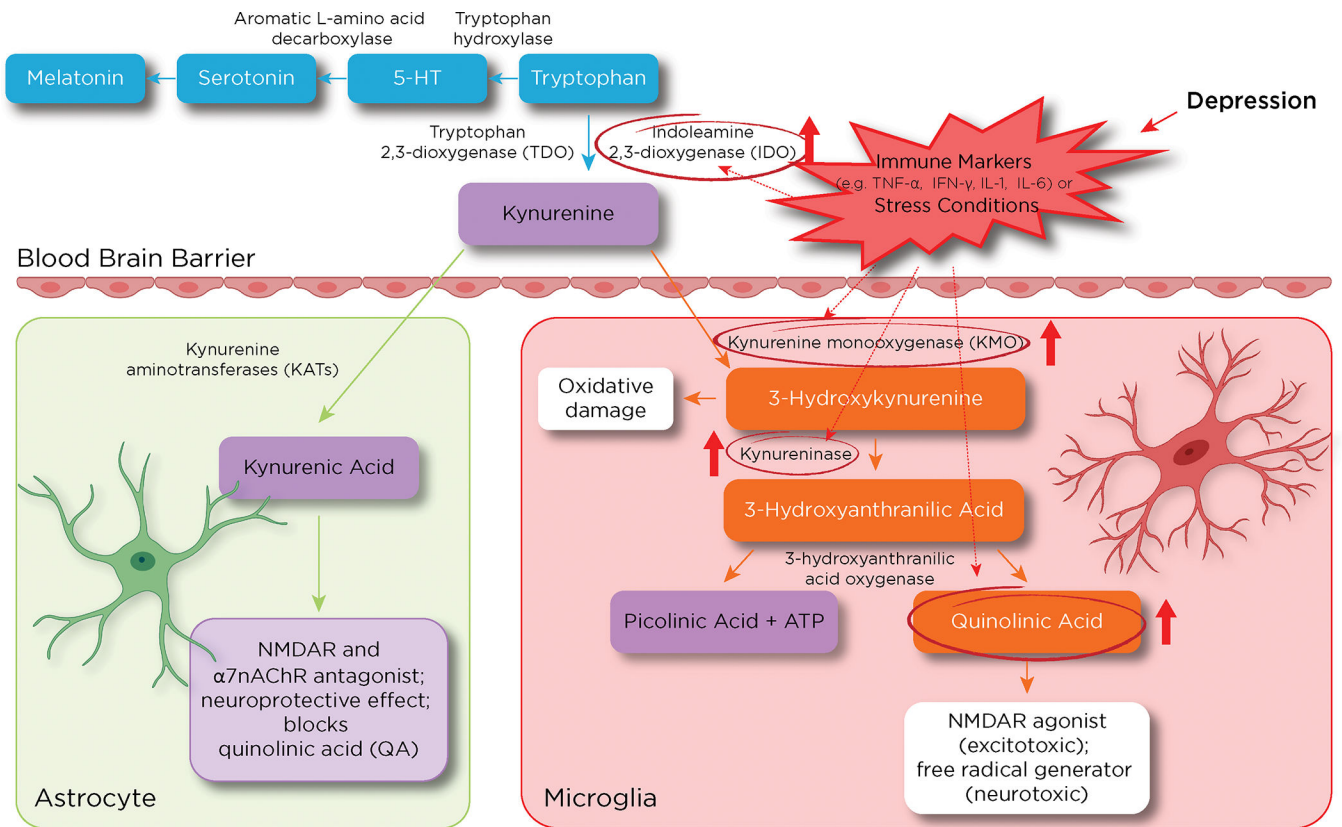 Aromatic L-amino acid
decarboxylase
Tryptophan
hydroxylase
Melatonin
Serotonin
5-HT
Tryptophan
Depression
Tryptophan
2,3-dioxygenase (TDO)
Indoleamine
2,3-dioxygenase (IDO)
Immune Markers
(e.g. TNF-α, IFN-γ, IL-1, IL-6) or
Stress Conditions
Kynurenine
Blood Brain Barrier
Kynurenine
aminotransferases (KATs)
Kynurenic Acid
NMDAR and
α7nAChR antagonist;
neuroprotective effect;
blocks
quinolinic acid (QA)
Astrocyte
Kynurenine monooxygenase (KMO)
Oxidative
damage
3-Hydroxykynurenine
Kynureninase
3-Hydroxyanthranilic Acid
3-hydroxyanthranilic
acid oxygenase
Picolinic Acid + ATP
Quinolinic Acid
NMDAR agonist
(excitotoxic);
free radical generator
(neurotoxic)
Microglia